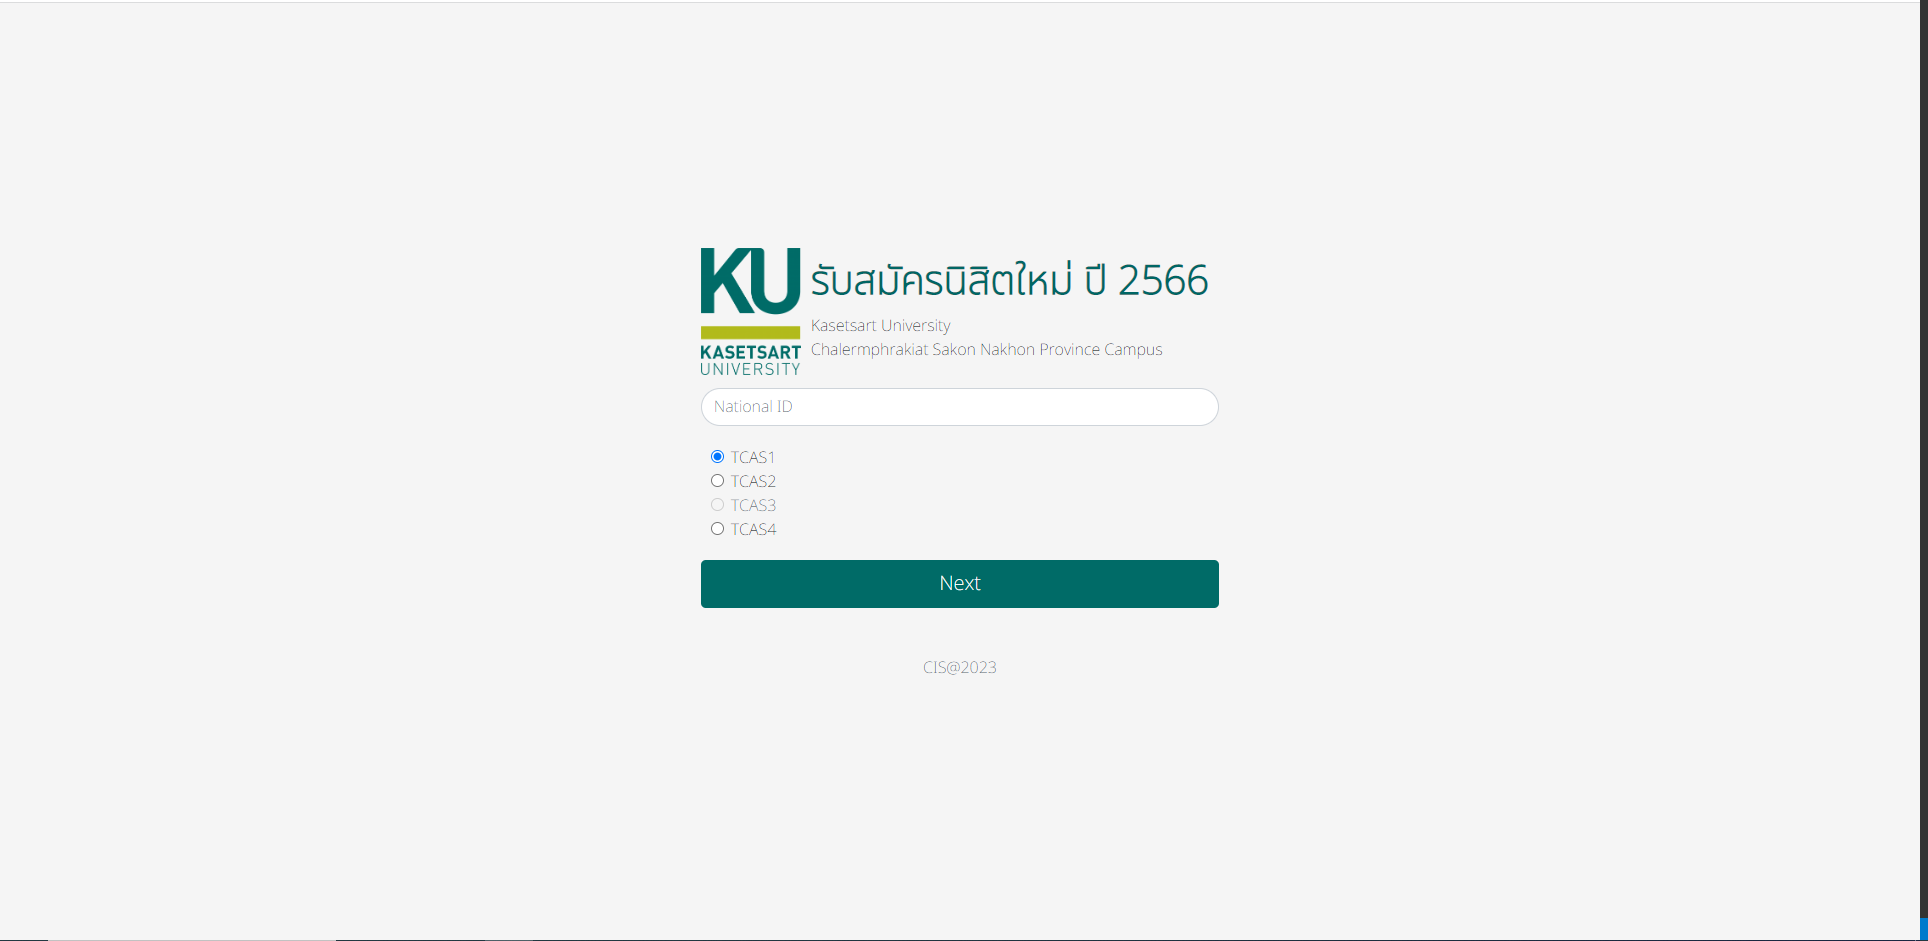 KU
KASETSART
UNIVERSITY
รับสมัครนิสิตใหม่ ปี 2566
Kasetsart University
Chalermphrakiat Sakon Nakhon Province Campus
National ID
TCAS1
TCAS2
TCAS3
TCAS4
Next
CIS@2023